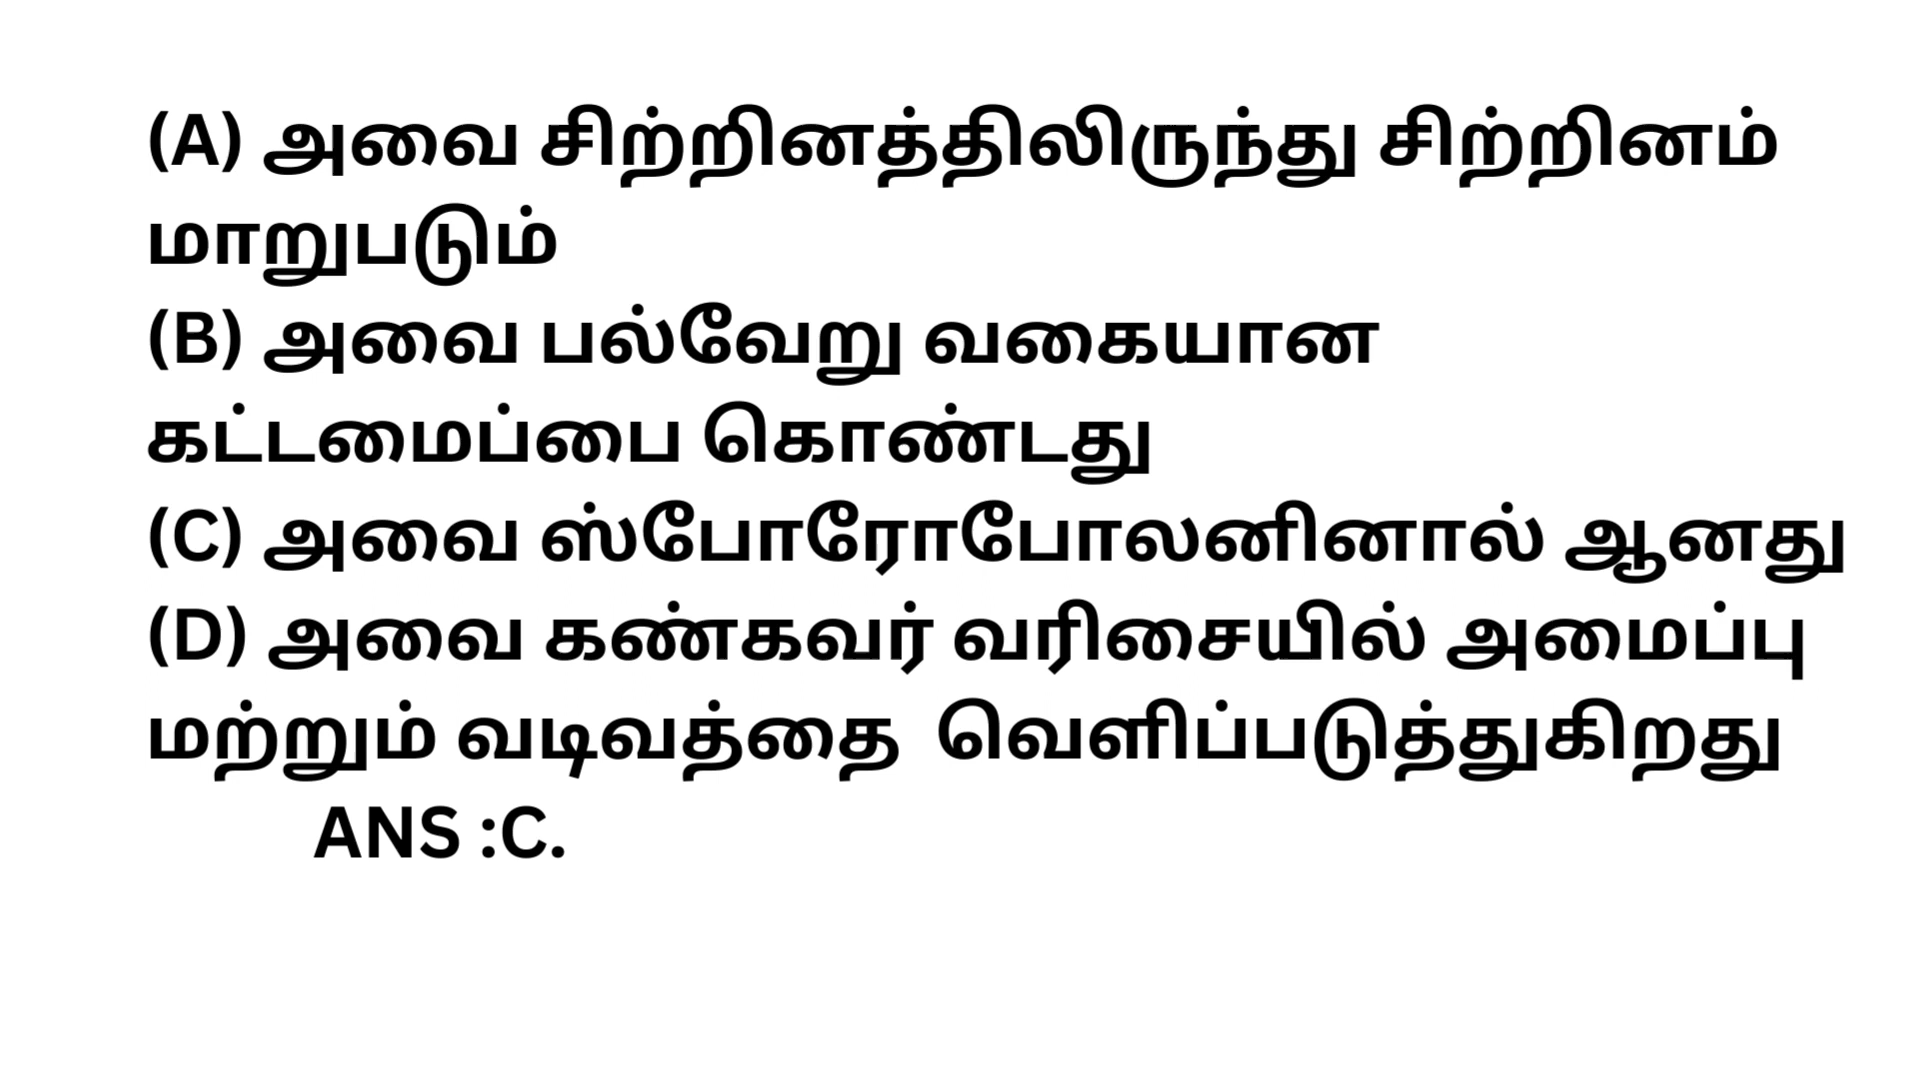 (A) அவை சிற்றினத்திலிருந்து சிற்றினம்
மாறுபடும்
(B) அவை பல்வேறு வகையான
கட்டமைப்பை கொண்டது
(C) அவை ஸ்போரோபோலனினால் ஆனது
(D) அவை கண்கவர் வரிசையில் அமைப்பு
மற்றும் வடிவத்தை வெளிப்படுத்துகிறது
ANS :C.